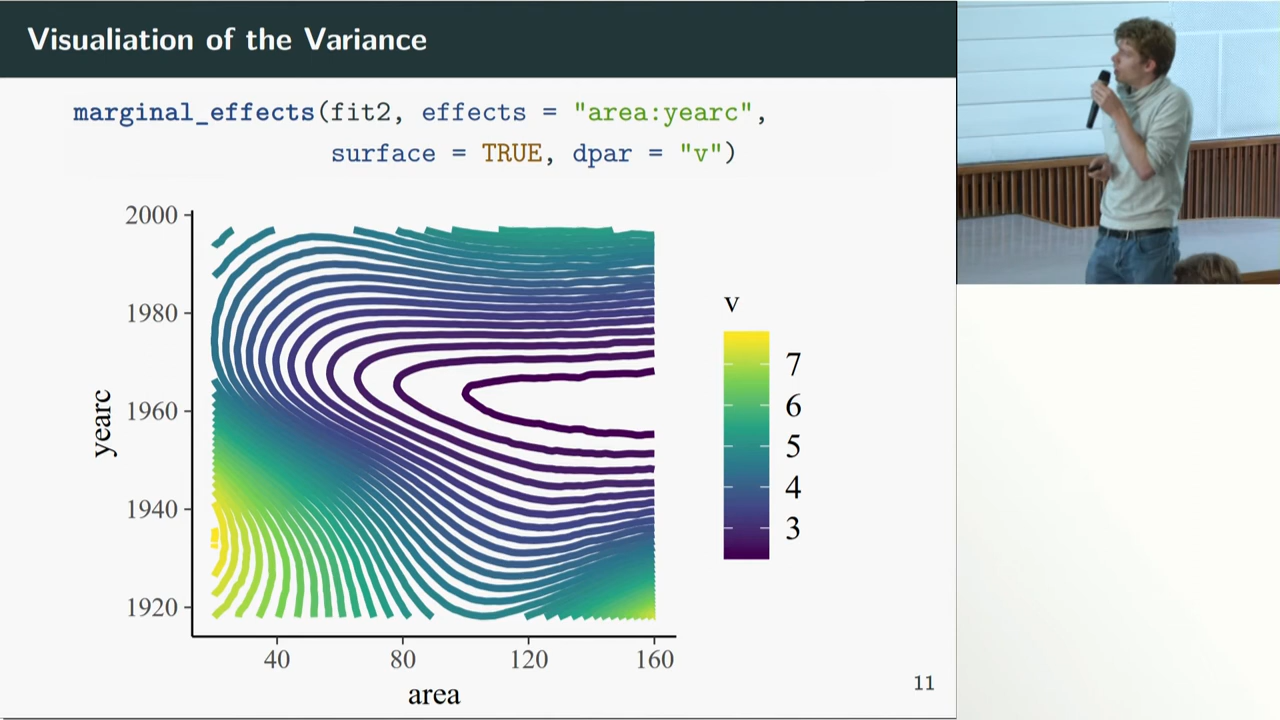 Visualiation of the Variance
marginal_effects(fit2, effects = "area:yearc",
surface = TRUE, dpar = "v")
2000
1980
1960
1940
1920
yearc
40 80 120 160
area
v
7
6
5
4
3
11